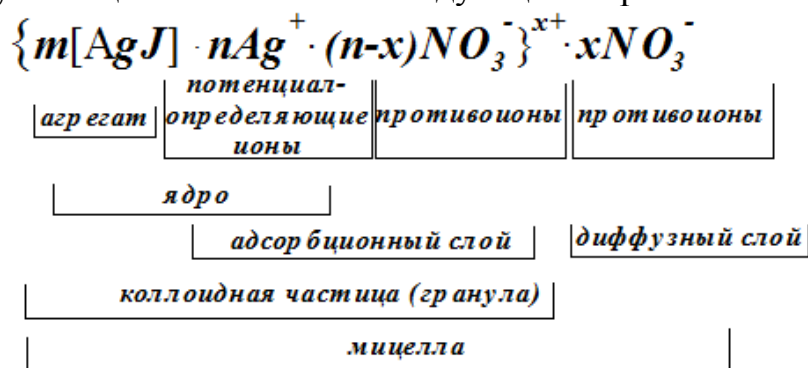 {m[AgJ] · nAg⁺ · (n-x)NO₃⁻}ˣ⁺ · xNO₃⁻
потенциал-
агрегат определяющие противоионы противоионы
ионы
ядро
адсорбционный слой диффузный слой
коллоидная частица (гранула)
мицелла